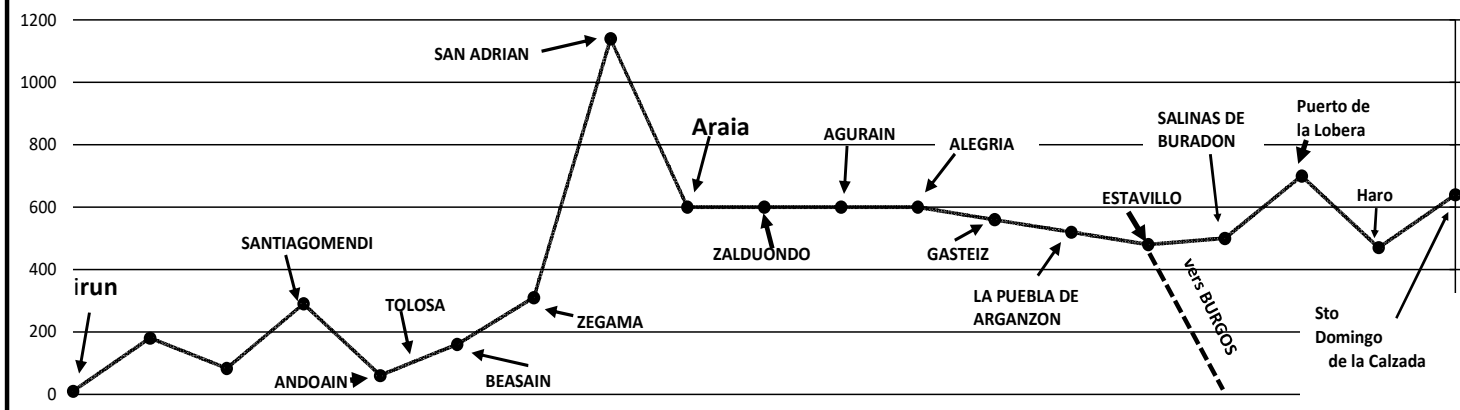 1200
1000
800
600
400
200
0
irun
SANTIAGOMENDI
ANDOAIN
TOLOSA
BEASAIN
ZEGAMA
SAN ADRIAN
Araia
ZALDUONDO
AGURAIN
ALEGRIA
GASTEIZ
LA PUEBLA DE
ARGANZON
ESTAVILLO
vers BURGOS
SALINAS DE
BURADON
Puerto de
la Lobera
Haro
Sto
Domingo
de la Calzada